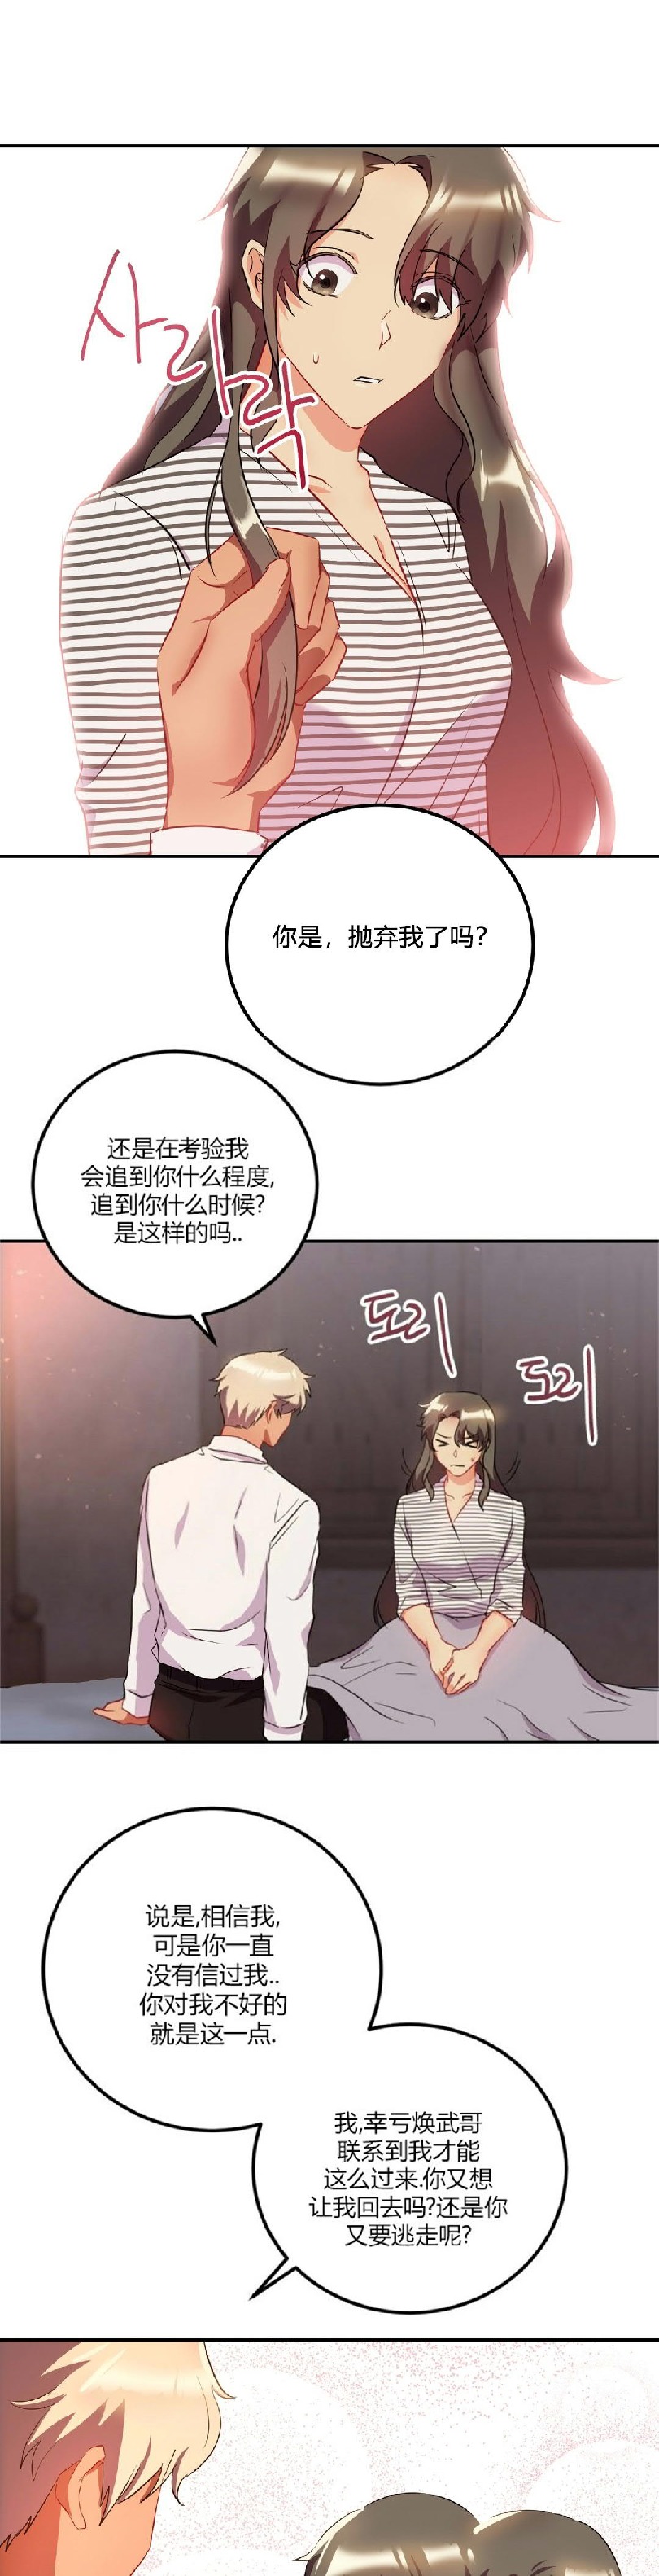 사라락
你是，抛弃我了吗?
还是在考验我
会追到你什么程度,
追到你什么时候?
是这样的吗..
도리
도리
说是,相信我,
可是你一直
没有信过我..
你对我不好的
就是这一点.
我,幸亏焕武哥
联系到我才能
这么过来.你又想
让我回去吗?还是你
又要逃走呢?